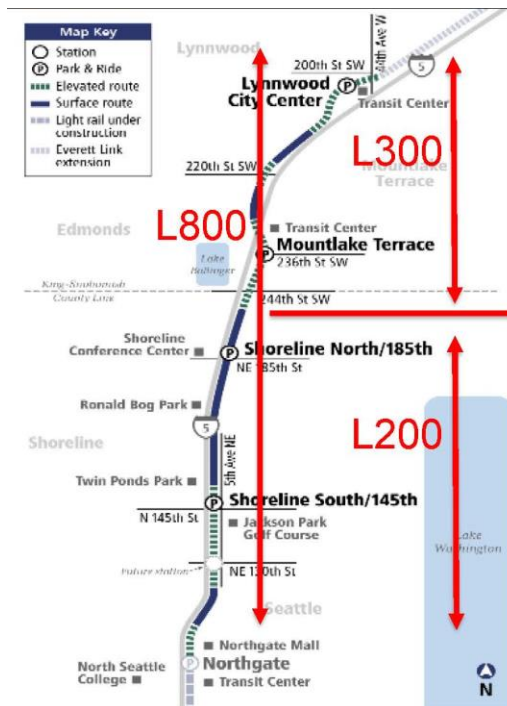 Map Key
Station
P Park & Ride
Elevated route
Surface route
Light rail under
construction
Everett Link
extension
Lynnwood
44th Ave W
200th St SW
5
Lynnwood
City Center
P
Transit Center
L300
Mountlake
Terrace
220th St SW
Edmonds
L800
Transit Center
Mountlake Terrace
P
236th St SW
Lake
Ballinger
King-Snohomish
County Line
244th St SW
Shoreline
Conference Center
P
Shoreline North/185th
NE 185th St
Ronald Bog Park
5
Shoreline
5th Ave NE
L200
Twin Ponds Park
P
Shoreline South/145th
N 145th St
Jackson Park
Golf Course
Lake
Washington
Future station
NE 130th St
Seattle
Northgate Mall
P
Northgate
North Seattle
College
Transit Center
N